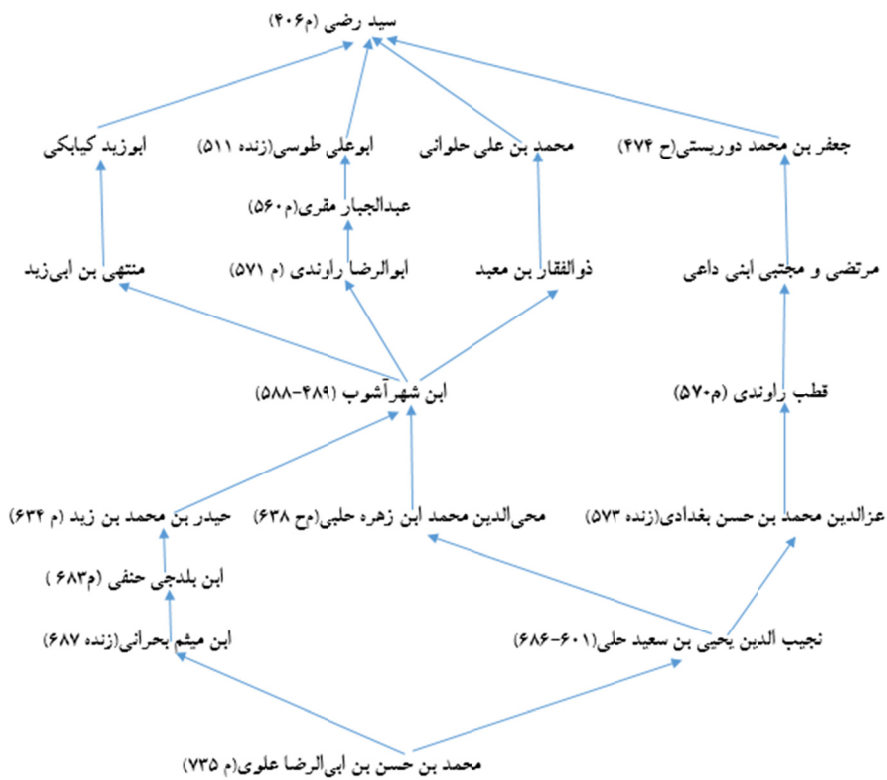 سید رضی (م۴۰۶)
جعفر بن محمد دوریستی(ح ۴۷۴)
محمد بن علی حلوانی
ابوعلی طوسی(زنده ۵۱۱)
ابوزید کیابکی
عبدالجبار مقری(م۵۶۰)
مرتضی و مجتبی ابنی داعی
ذوالفقار بن معبد
ابوالرضا راوندی (م ۵۷۱)
منتهی بن ابی‌زید
قطب راوندی (م۵۷۰)
ابن شهرآشوب (۴۸۹-۵۸۸)
عزالدین محمد بن حسن بغدادی(زنده ۵۷۳)
محی‌الدین محمد ابن زهره حلبی(مح ۶۳۸)
حیدر بن محمد بن زید (م ۶۳۴)
ابن بلدجی حنفی (م۶۸۳ )
نجیب الدین یحیی بن سعید حلی(۶۰۱-۶۸۶)
ابن میثم بحرانی(زنده ۶۸۷)
محمد بن حسن بن ابی‌الرضا علوی(م ۷۳۵)